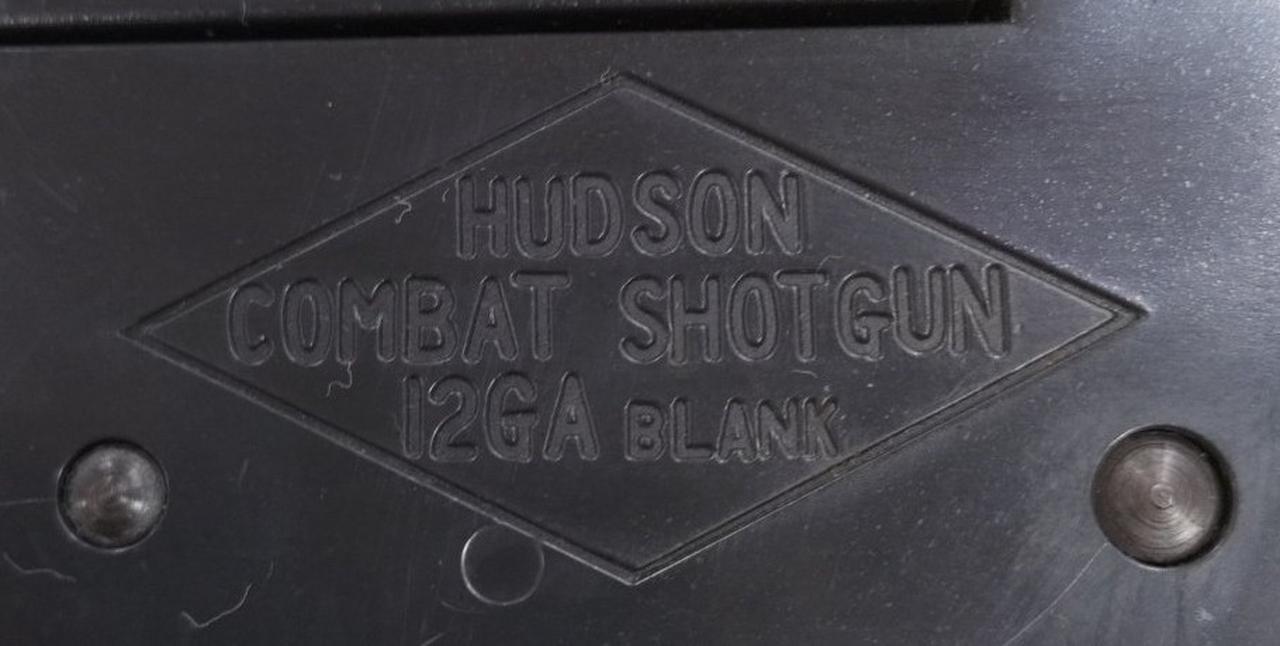 HUDSON
COMBAT SHOTGUN
12GA BLANK